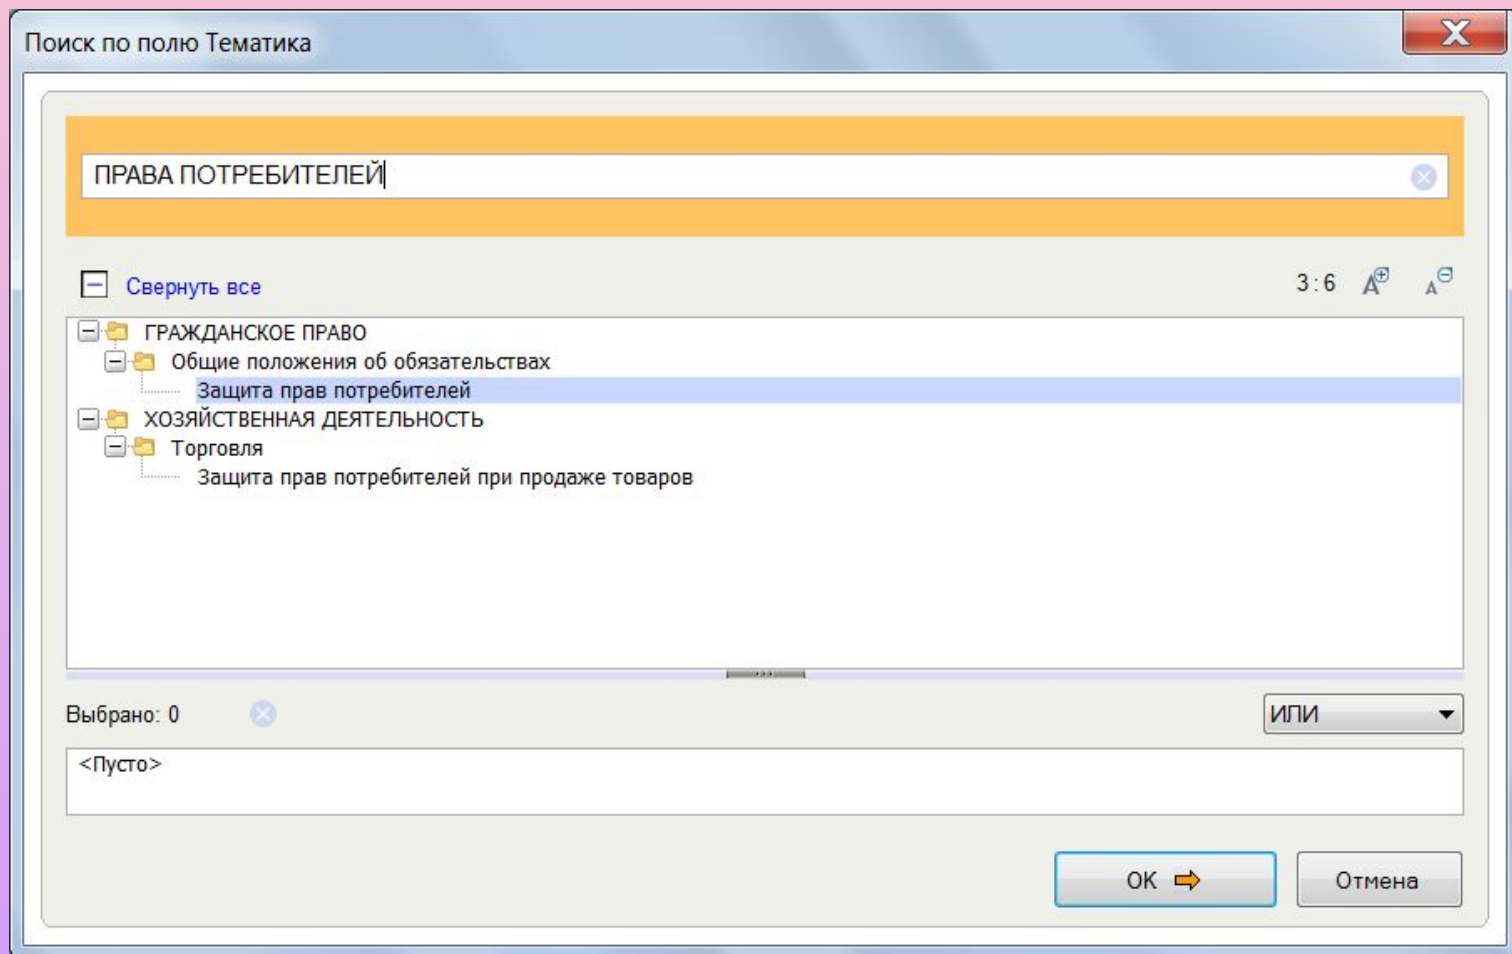 Поиск по полю Тематика
ПРАВА ПОТРЕБИТЕЛЕЙ
Свернуть все 3:6 A A
ГРАЖДАНСКОЕ ПРАВО
Общие положения об обязательствах
Защита прав потребителей
ХОЗЯЙСТВЕННАЯ ДЕЯТЕЛЬНОСТЬ
Торговля
Защита прав потребителей при продаже товаров
Выбрано: 0 ИЛИ
<Пусто>
ОК Отмена